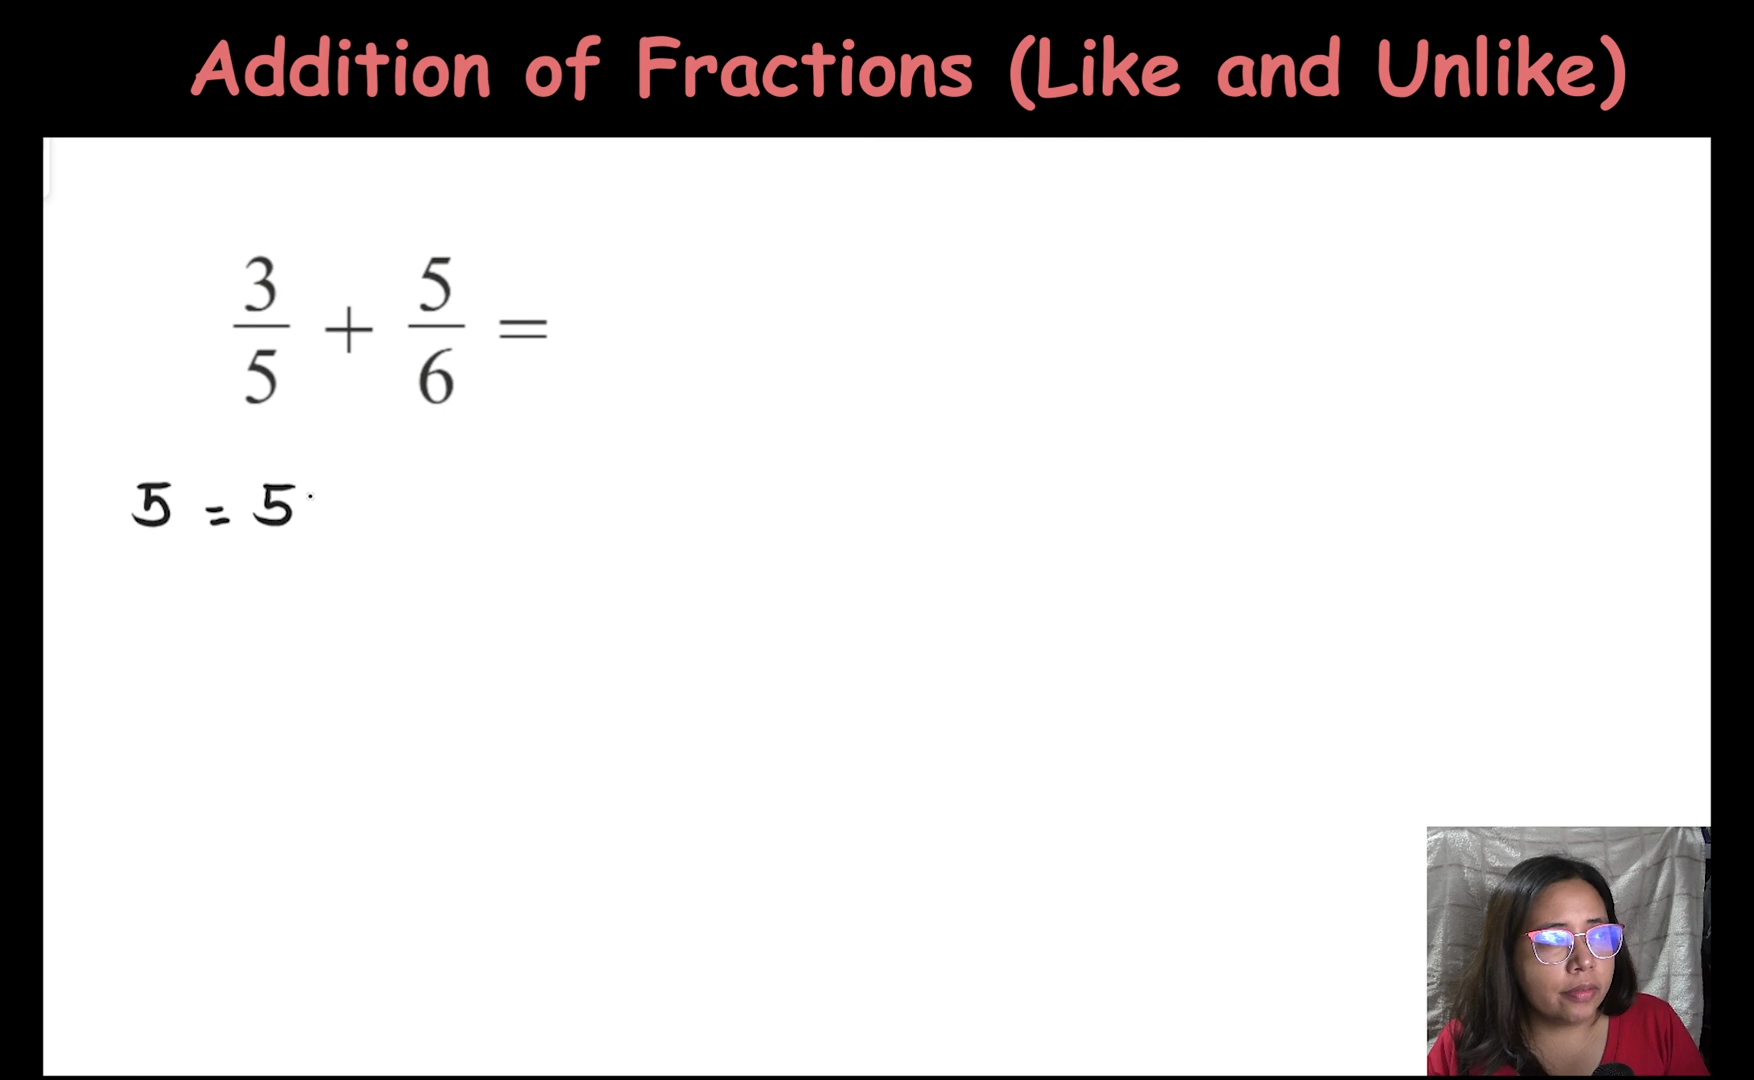 Addition of Fractions (Like and Unlike)
3/5 + 5/6 =
5 = 5